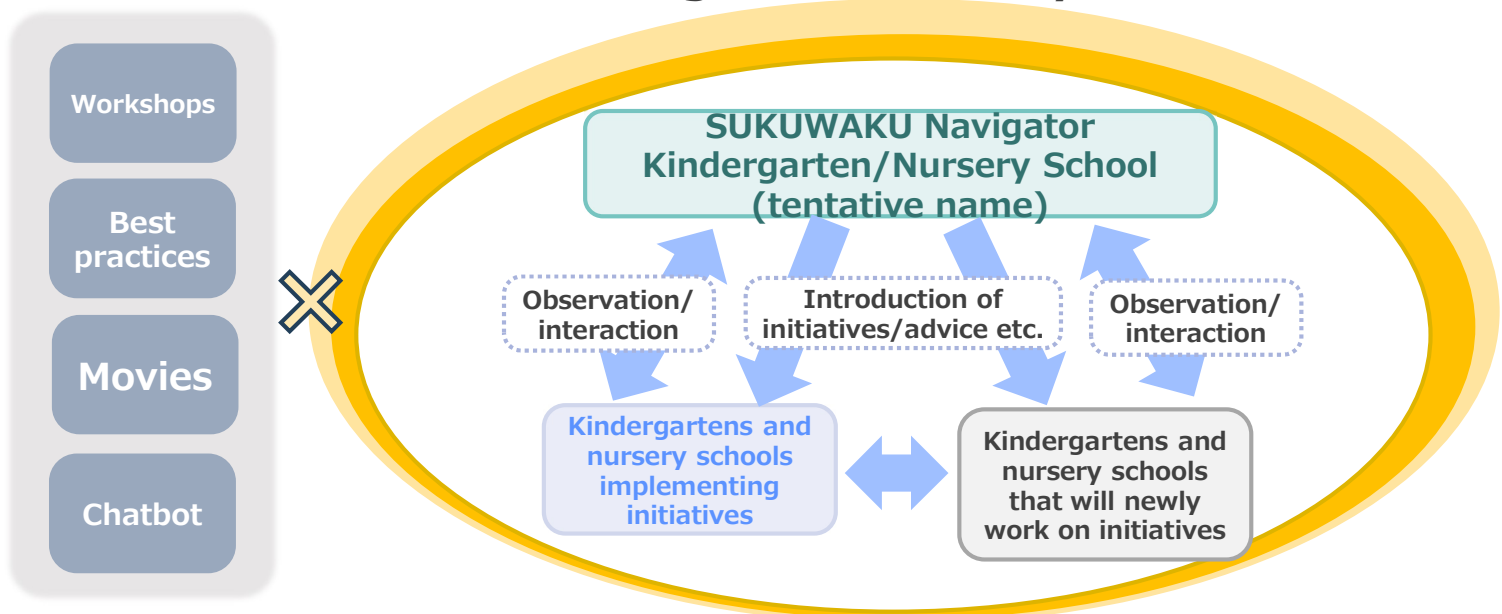 Workshops
Best
practices
Movies
Chatbot
SUKUWAKU Navigator
Kindergarten/Nursery School
(tentative name)
Observation/
interaction
Introduction of
initiatives/advice etc.
Observation/
interaction
Kindergartens and
nursery schools
implementing
initiatives
Kindergartens and
nursery schools
that will newly
work on initiatives